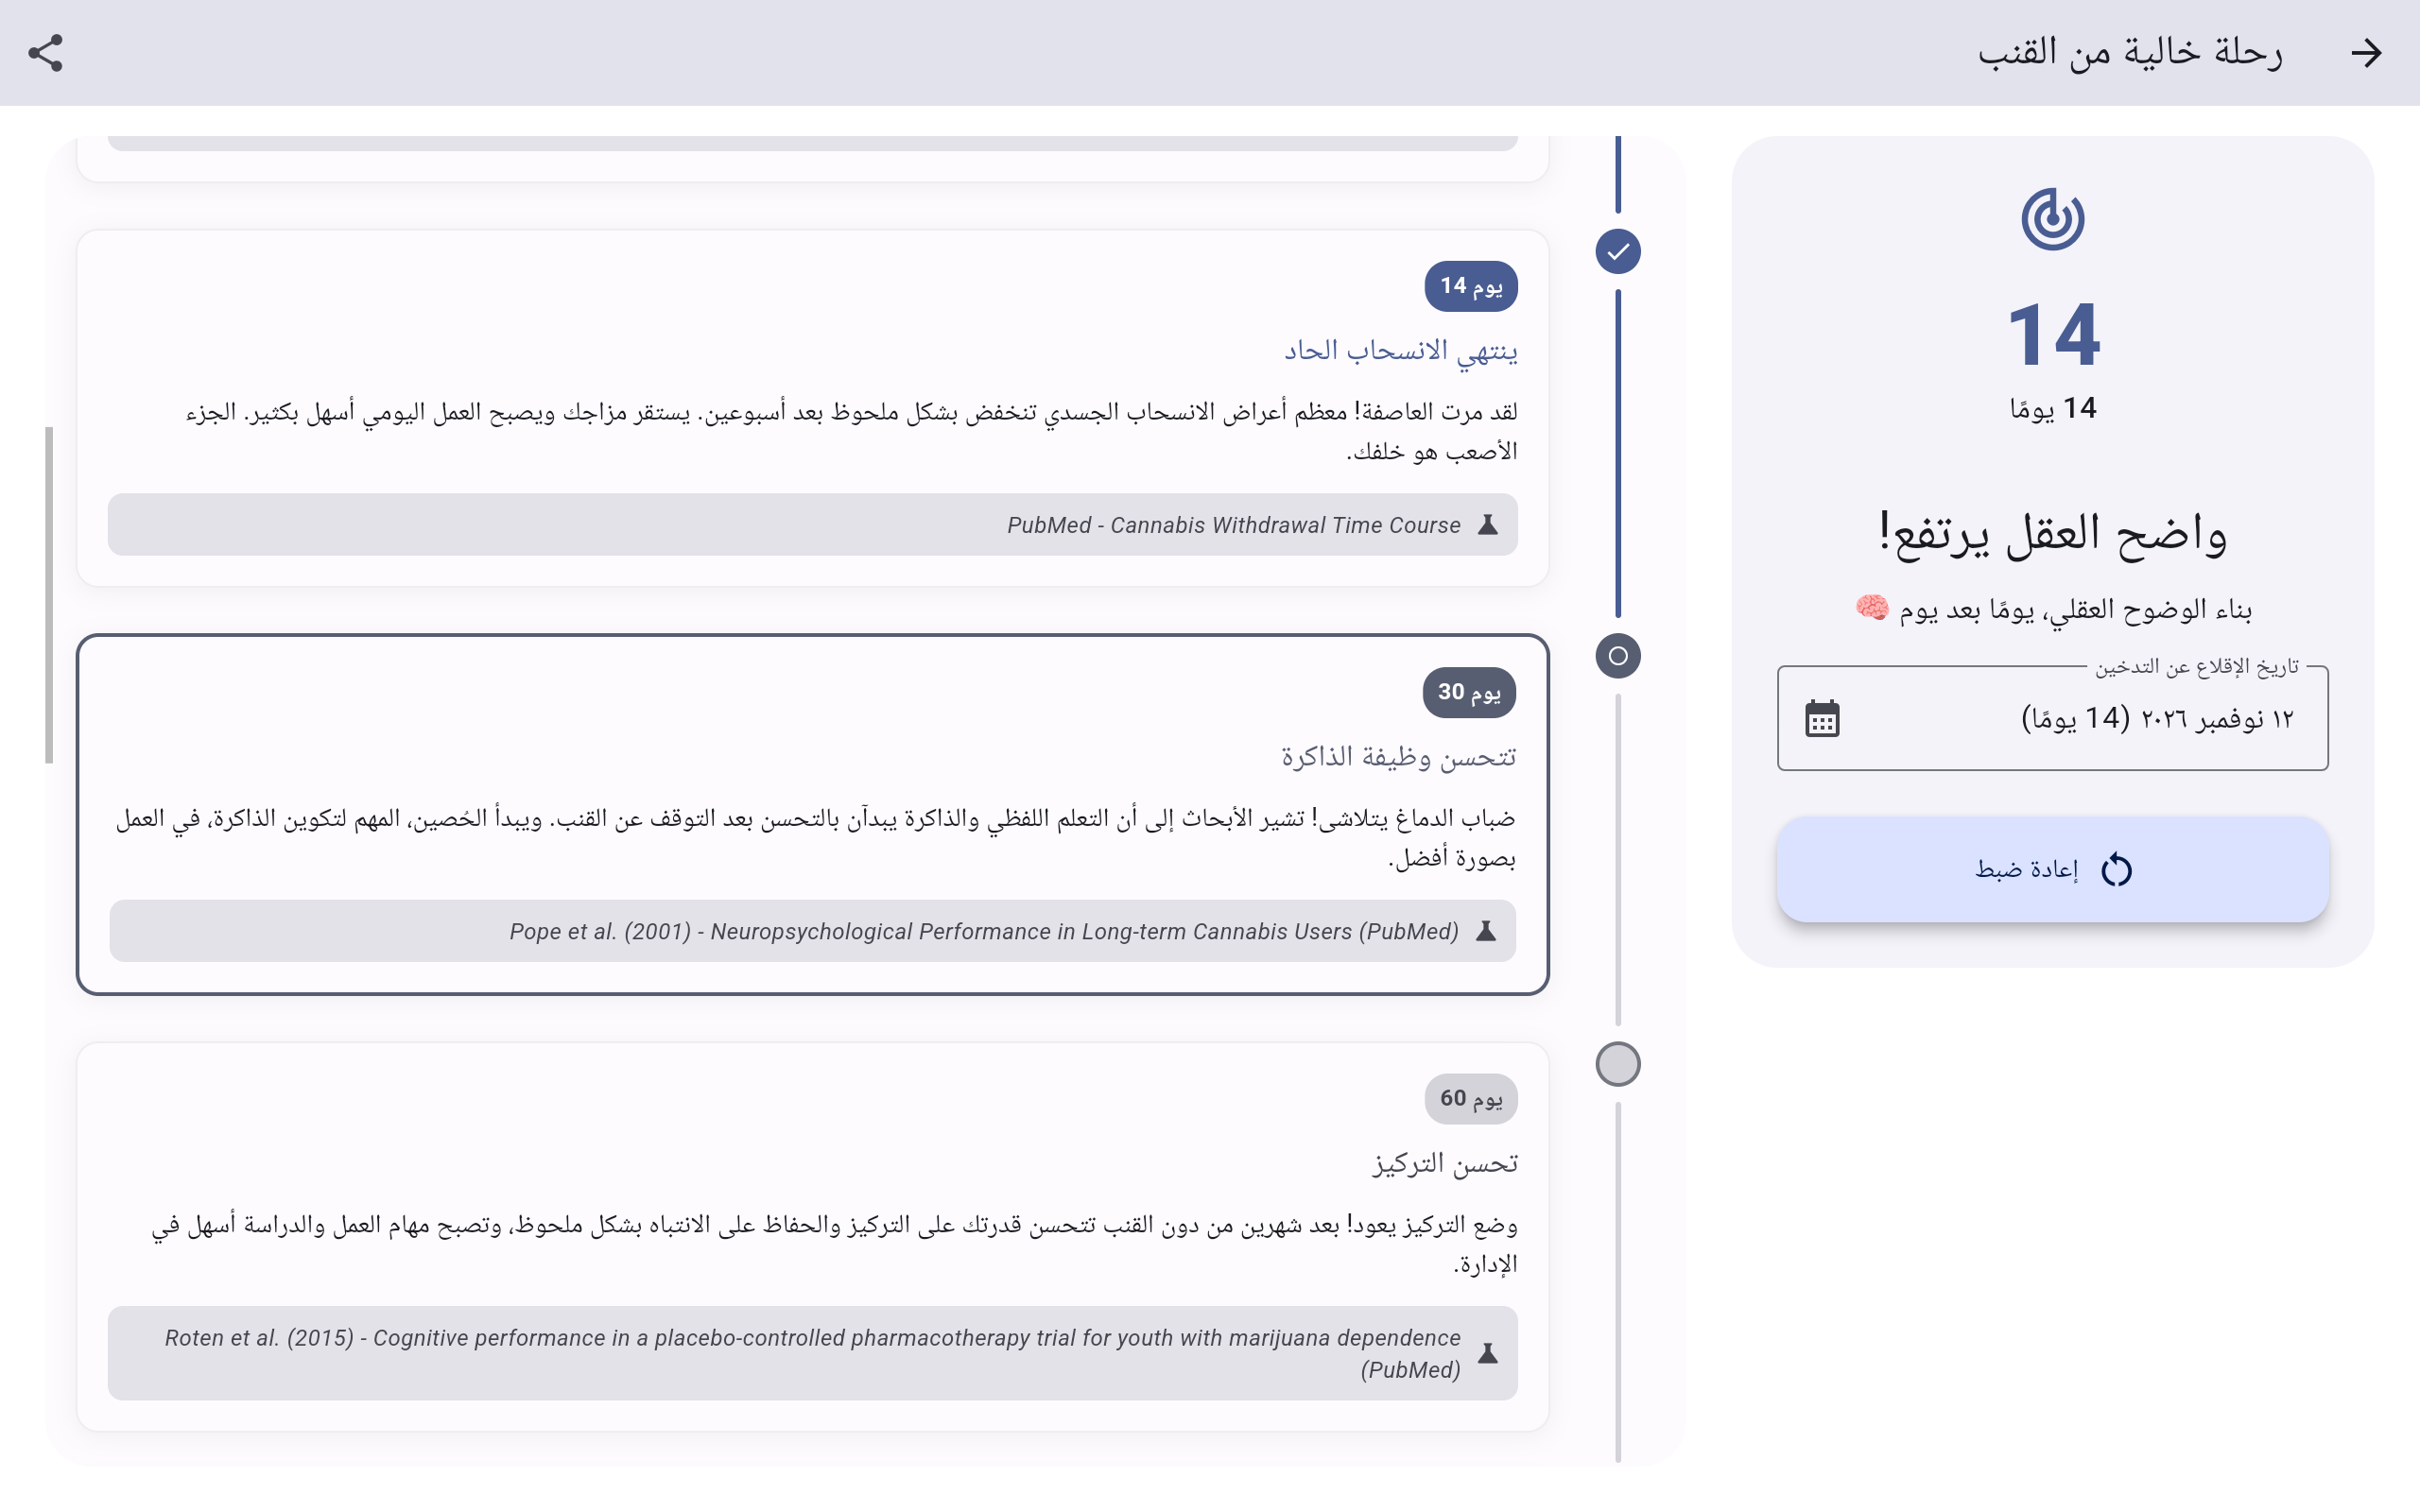 رحلة خالية من القنب
14
14 يومًا
واضح العقل يرتفع!
بناء الوضوح العقلي، يومًا بعد يوم 🧠
تاريخ الإقلاع عن التدخين
١٢ نوفمبر ٢٠٢٦ (14 يومًا)
إعادة ضبط
يوم 14
ينتهي الانسحاب الحاد
لقد مرت العاصفة! معظم أعراض الانسحاب الجسدي تنخفض بشكل ملحوظ بعد أسبوعين. يستقر مزاجك ويصبح العمل اليومي أسهل بكثير. الجزء
الأصعب هو خلفك.
PubMed - Cannabis Withdrawal Time Course
يوم 30
تتحسن وظيفة الذاكرة
ضباب الدماغ يتلاشى! تشير الأبحاث إلى أن التعلم اللفظي والذاكرة يبدآن بالتحسن بعد التوقف عن القنب. ويبدأ الحُصين، المهم لتكوين الذاكرة، في العمل
بصورة أفضل.
Pope et al. (2001) - Neuropsychological Performance in Long-term Cannabis Users (PubMed)
يوم 60
تحسن التركيز
وضع التركيز يعود! بعد شهرين من دون القنب تتحسن قدرتك على التركيز والحفاظ على الانتباه بشكل ملحوظ، وتصبح مهام العمل والدراسة أسهل في
الإدارة.
Roten et al. (2015) - Cognitive performance in a placebo-controlled pharmacotherapy trial for youth with marijuana dependence
(PubMed)